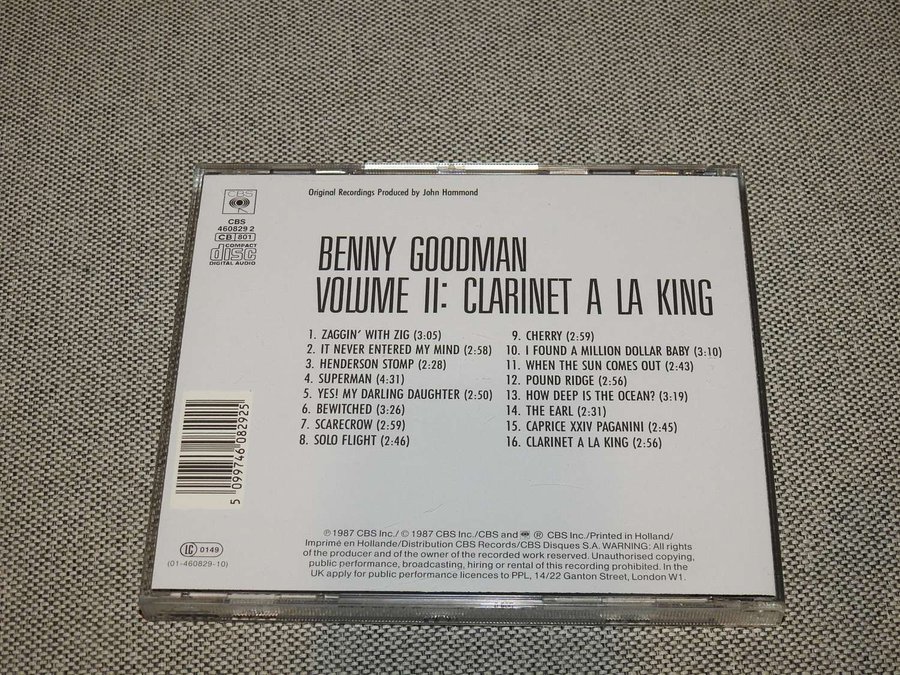 Original Recordings Produced by John Hammond
CBS
CBS
460829 2
CB 801
COMPACT
disc
DIGITAL AUDIO
BENNY GOODMAN
VOLUME II: CLARINET A LA KING
1. ZAGGIN' WITH ZIG (3:05)
2. IT NEVER ENTERED MY MIND (2:58)
3. HENDERSON STOMP (2:28)
4. SUPERMAN (4:31)
5. YES! MY DARLING DAUGHTER (2:50)
6. BEWITCHED (3:26)
7. SCARECROW (2:59)
8. SOLO FLIGHT (2:46)
9. CHERRY (2:59)
10. I FOUND A MILLION DOLLAR BABY (3:10)
11. WHEN THE SUN COMES OUT (2:43)
12. POUND RIDGE (2:56)
13. HOW DEEP IS THE OCEAN? (3:19)
14. THE EARL (2:31)
15. CAPRICE XXIV PAGANINI (2:45)
16. CLARINET A LA KING (2:56)
5 099746 082925
LC 0149
(01-460829-10)
℗ 1987 CBS Inc./ © 1987 CBS Inc./CBS and ® CBS Inc./Printed in Holland/
Imprimé en Hollande/Distribution CBS Records/CBS Disques S.A. WARNING: All rights
of the producer and of the owner of the recorded work reserved. Unauthorised copying,
public performance, broadcasting, hiring or rental of this recording prohibited. In the
UK apply for public performance licences to PPL, 14/22 Ganton Street, London W1.